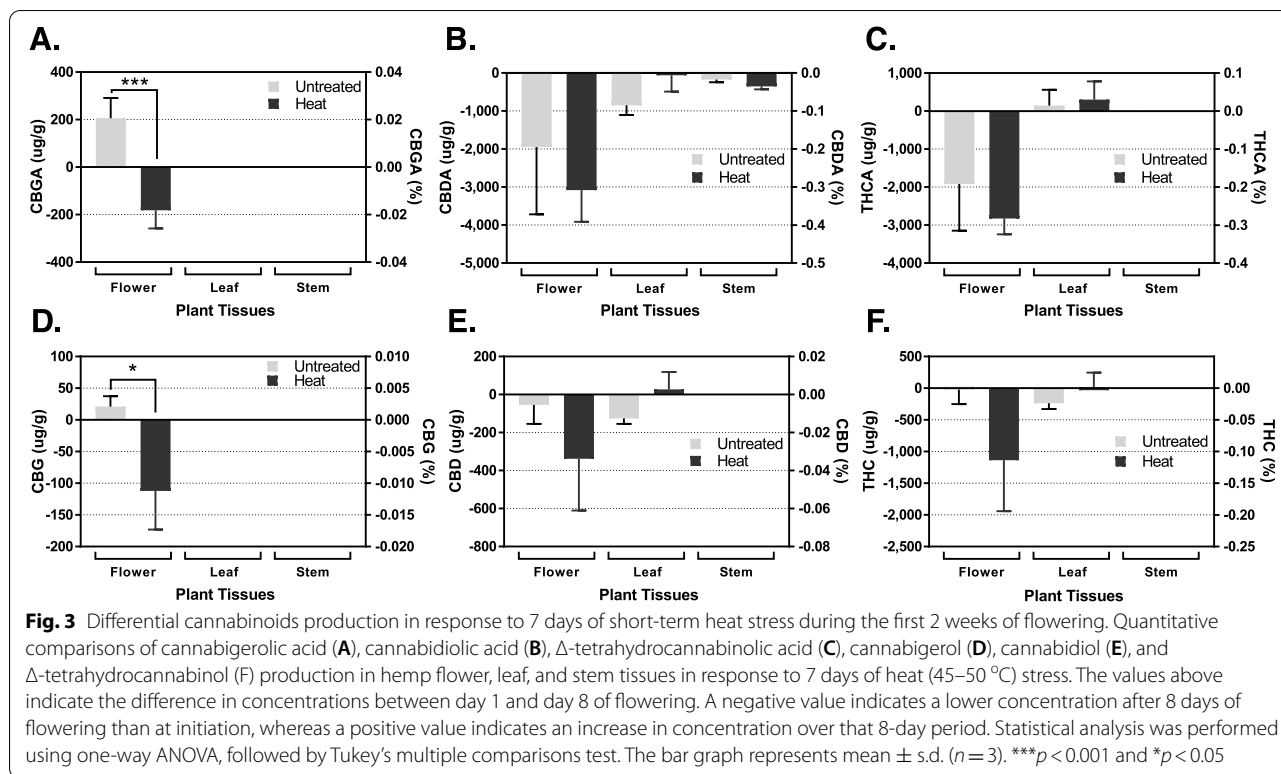 A.
400
200
0
-200
-400
CBGA (ug/g)
***
Untreated
Heat
0.04
0.02
0.00
-0.02
-0.04
CBGA (%)
Flower Leaf Stem
Plant Tissues
B.
0
-1,000
-2,000
-3,000
-4,000
-5,000
CBDA (ug/g)
Untreated
Heat
0.0
-0.1
-0.2
-0.3
-0.4
-0.5
CBDA (%)
Flower Leaf Stem
Plant Tissues
C.
1,000
0
-1,000
-2,000
-3,000
-4,000
THCA (ug/g)
Untreated
Heat
0.1
0.0
-0.1
-0.2
-0.3
-0.4
THCA (%)
Flower Leaf Stem
Plant Tissues
D.
100
50
0
-50
-100
-150
-200
CBG (ug/g)
*
Untreated
Heat
0.010
0.005
0.000
-0.005
-0.010
-0.015
-0.020
CBG (%)
Flower Leaf Stem
Plant Tissues
E.
200
0
-200
-400
-600
-800
CBD (ug/g)
Untreated
Heat
0.02
0.00
-0.02
-0.04
-0.06
-0.08
CBD (%)
Flower Leaf Stem
Plant Tissues
F.
500
0
-500
-1,000
-1,500
-2,000
-2,500
THC (ug/g)
Untreated
Heat
0.00
-0.05
-0.10
-0.15
-0.20
-0.25
THC (%)
Flower Leaf Stem
Plant Tissues
Fig. 3 Differential cannabinoids production in response to 7 days of short-term heat stress during the first 2 weeks of flowering. Quantitative
comparisons of cannabigerolic acid (A), cannabidiolic acid (B), Δ-tetrahydrocannabinolic acid (C), cannabigerol (D), cannabidiol (E), and
Δ-tetrahydrocannabinol (F) production in hemp flower, leaf, and stem tissues in response to 7 days of heat (45–50 °C) stress. The values above
indicate the difference in concentrations between day 1 and day 8 of flowering. A negative value indicates a lower concentration after 8 days of
flowering than at initiation, whereas a positive value indicates an increase in concentration over that 8-day period. Statistical analysis was performed
using one-way ANOVA, followed by Tukey's multiple comparisons test. The bar graph represents mean ± s.d. (n = 3). ***p < 0.001 and *p < 0.05